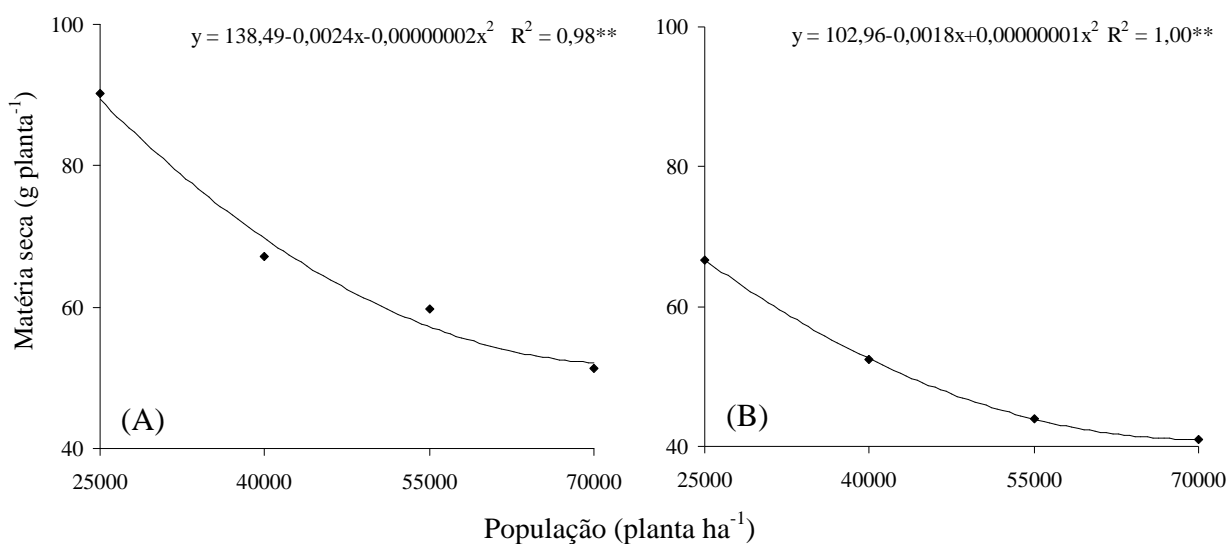 y = 138,49-0,0024x-0,00000002x² R² = 0,98**
100
80
60
40
Matéria seca (g planta⁻¹)
(A)
25000 40000 55000 70000
y = 102,96-0,0018x+0,00000001x² R² = 1,00**
100
80
60
40
(B)
25000 40000 55000 70000
População (planta ha⁻¹)